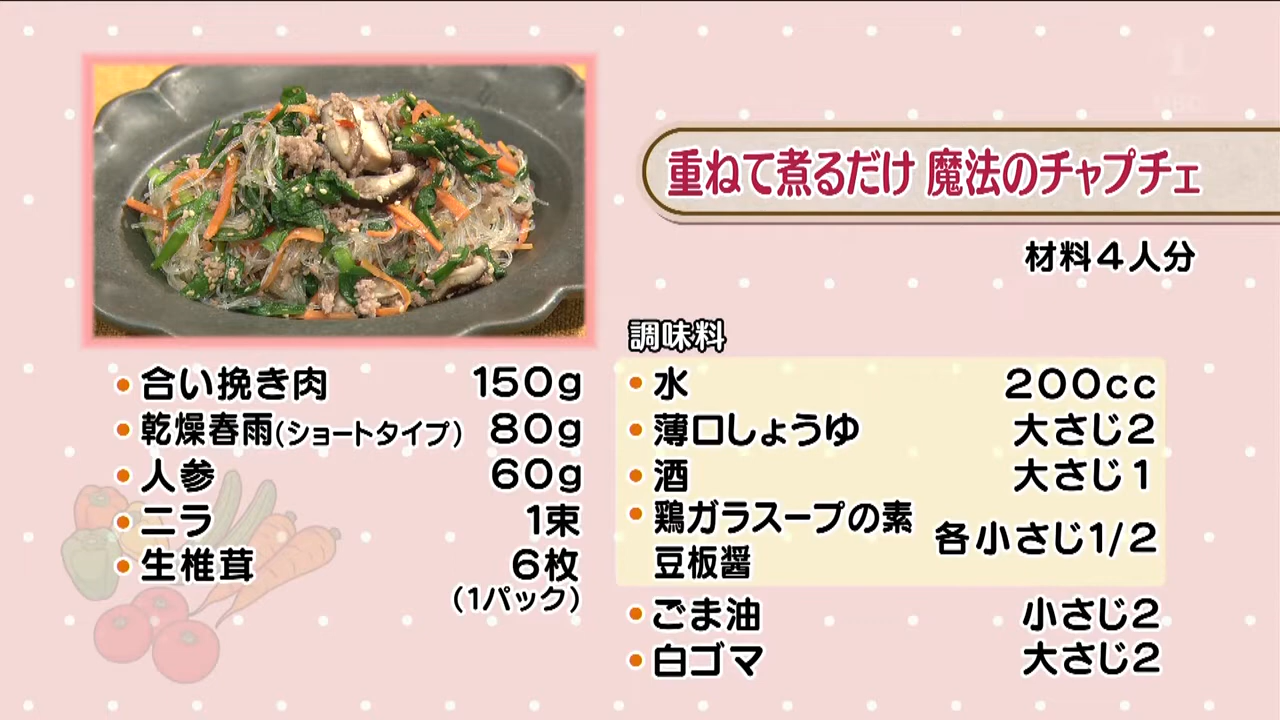 重ねて煮るだけ 魔法のチャプチェ
材料4人分
・合い挽き肉 150g
・乾燥春雨(ショートタイプ) 80g
・人参 60g
・ニラ 1束
・生椎茸 6枚
(1パック)
調味料
・水 200cc
・薄口しょうゆ 大さじ2
・酒 大さじ1
・鶏ガラスープの素
豆板醤 各小さじ1/2
・ごま油 小さじ2
・白ゴマ 大さじ2